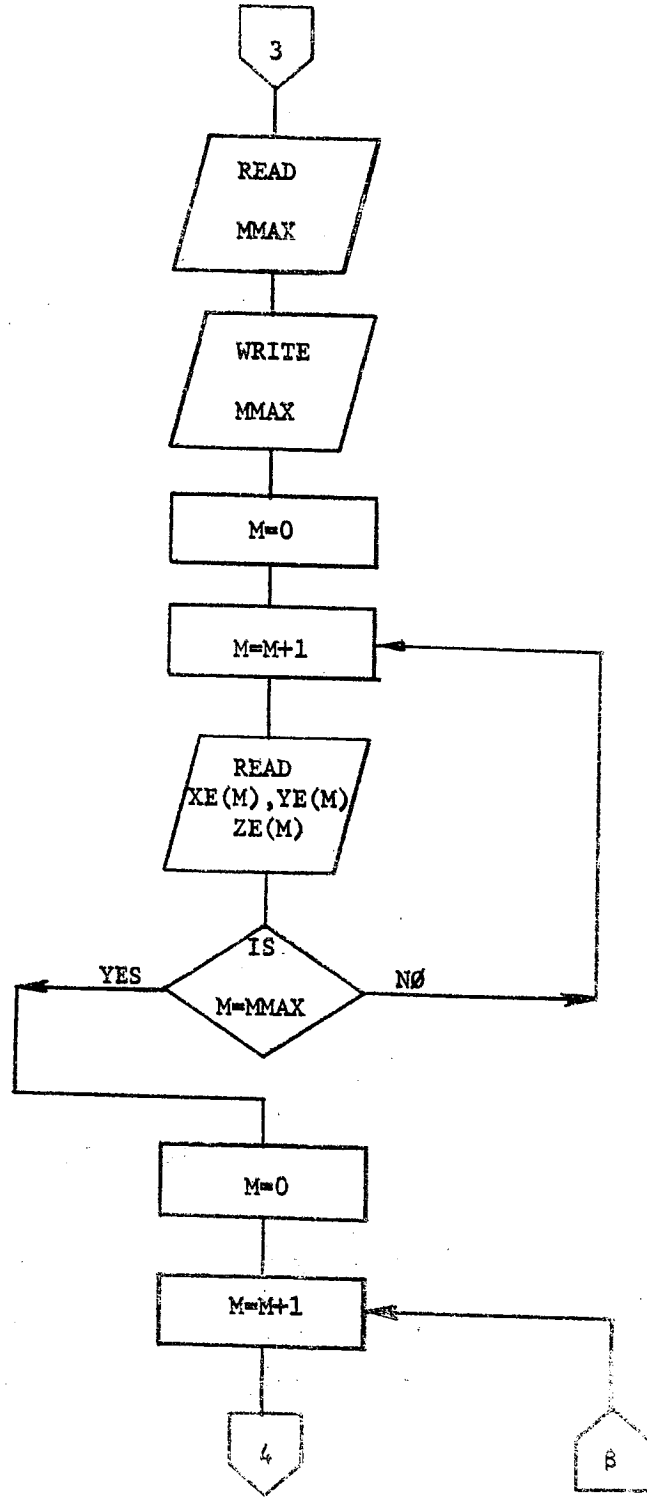 3
READ
MMAX
WRITE
MMAX
M=0
M=M+1
READ
XE(M),YE(M)
ZE(M)
IS
M=MMAX
YES
NØ
M=0
M=M+1
4
β